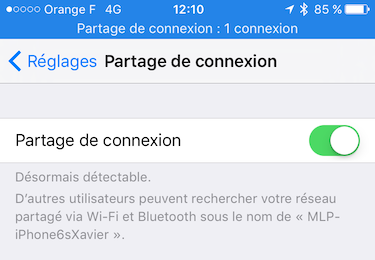 Orange F 4G 12:10 85 %
Partage de connexion : 1 connexion
Réglages Partage de connexion
Partage de connexion
Désormais détectable.
D’autres utilisateurs peuvent rechercher votre réseau
partagé via Wi-Fi et Bluetooth sous le nom de « MLP-
iPhone6sXavier ».